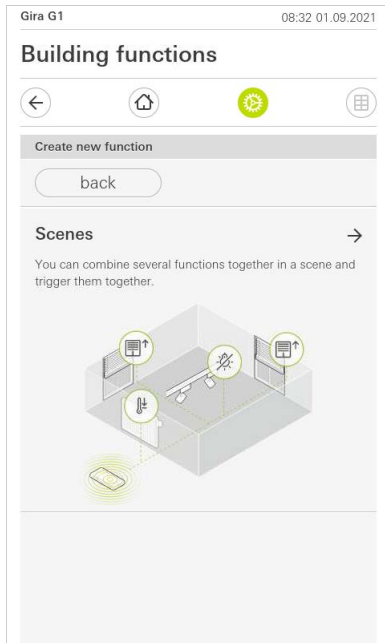 Gira G1 08:32 01.09.2021
Building functions
Create new function
back
Scenes
You can combine several functions together in a scene and
trigger them together.